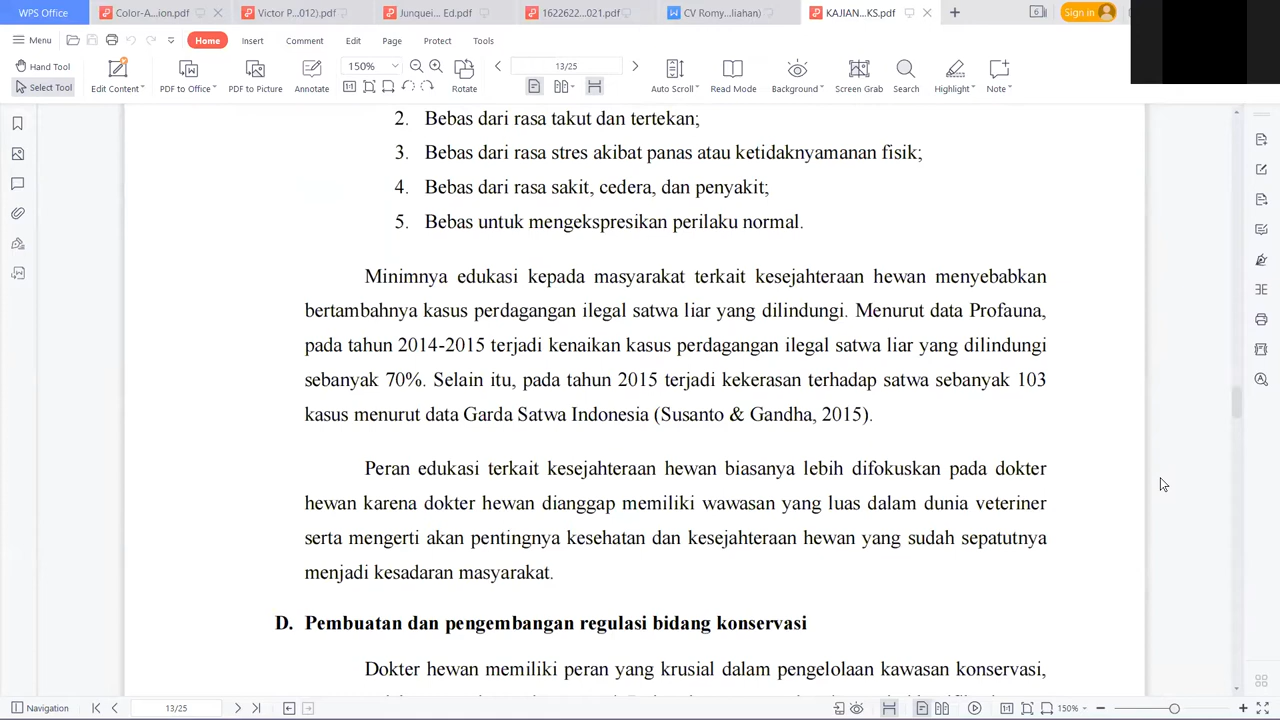 WPS Office
Color-A...ion.pdf
Victor P...012).pdf
Junquei... Ed.pdf
1622622...021.pdf
CV Romy...liahan)
KAJIAN...KS.pdf
6
Sign in
Menu
Home
Insert
Comment
Edit
Page
Protect
Tools
Hand Tool
Select Tool
Edit Content
PDF to Office
PDF to Picture
Annotate
150%
Rotate
13/25
Auto Scroll
Read Mode
Background
Screen Grab
Search
Highlight
Note
2. Bebas dari rasa takut dan tertekan;
3. Bebas dari rasa stres akibat panas atau ketidaknyamanan fisik;
4. Bebas dari rasa sakit, cedera, dan penyakit;
5. Bebas untuk mengekspresikan perilaku normal.
Minimnya edukasi kepada masyarakat terkait kesejahteraan hewan menyebabkan
bertambahnya kasus perdagangan ilegal satwa liar yang dilindungi. Menurut data Profauna,
pada tahun 2014-2015 terjadi kenaikan kasus perdagangan ilegal satwa liar yang dilindungi
sebanyak 70%. Selain itu, pada tahun 2015 terjadi kekerasan terhadap satwa sebanyak 103
kasus menurut data Garda Satwa Indonesia (Susanto & Gandha, 2015).
Peran edukasi terkait kesejahteraan hewan biasanya lebih difokuskan pada dokter
hewan karena dokter hewan dianggap memiliki wawasan yang luas dalam dunia veteriner
serta mengerti akan pentingnya kesehatan dan kesejahteraan hewan yang sudah sepatutnya
menjadi kesadaran masyarakat.
D. Pembuatan dan pengembangan regulasi bidang konservasi
Dokter hewan memiliki peran yang krusial dalam pengelolaan kawasan konservasi,
Navigation
13/25
150%